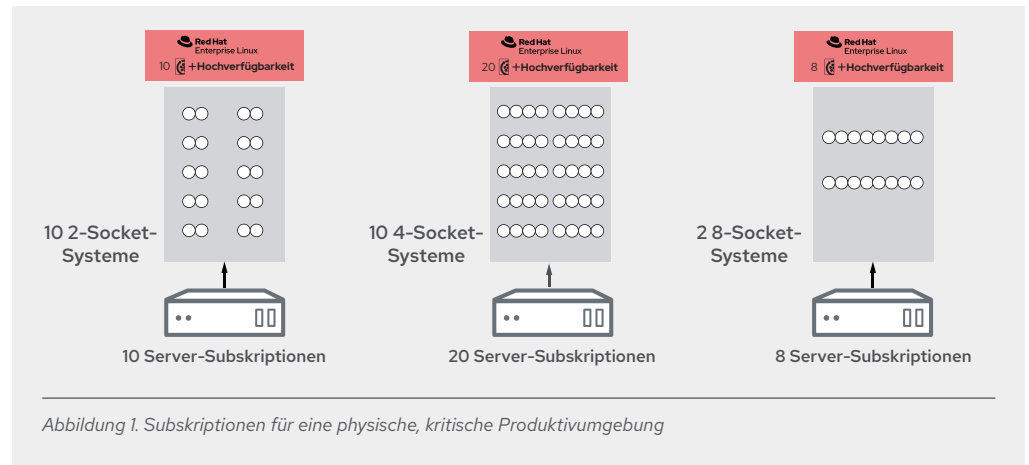 Red Hat
Enterprise Linux
10 +Hochverfügbarkeit
Red Hat
Enterprise Linux
20 +Hochverfügbarkeit
Red Hat
Enterprise Linux
8 +Hochverfügbarkeit
10 2-Socket-
Systeme
10 4-Socket-
Systeme
2 8-Socket-
Systeme
10 Server-Subskriptionen
20 Server-Subskriptionen
8 Server-Subskriptionen
Abbildung 1. Subskriptionen für eine physische, kritische Produktivumgebung